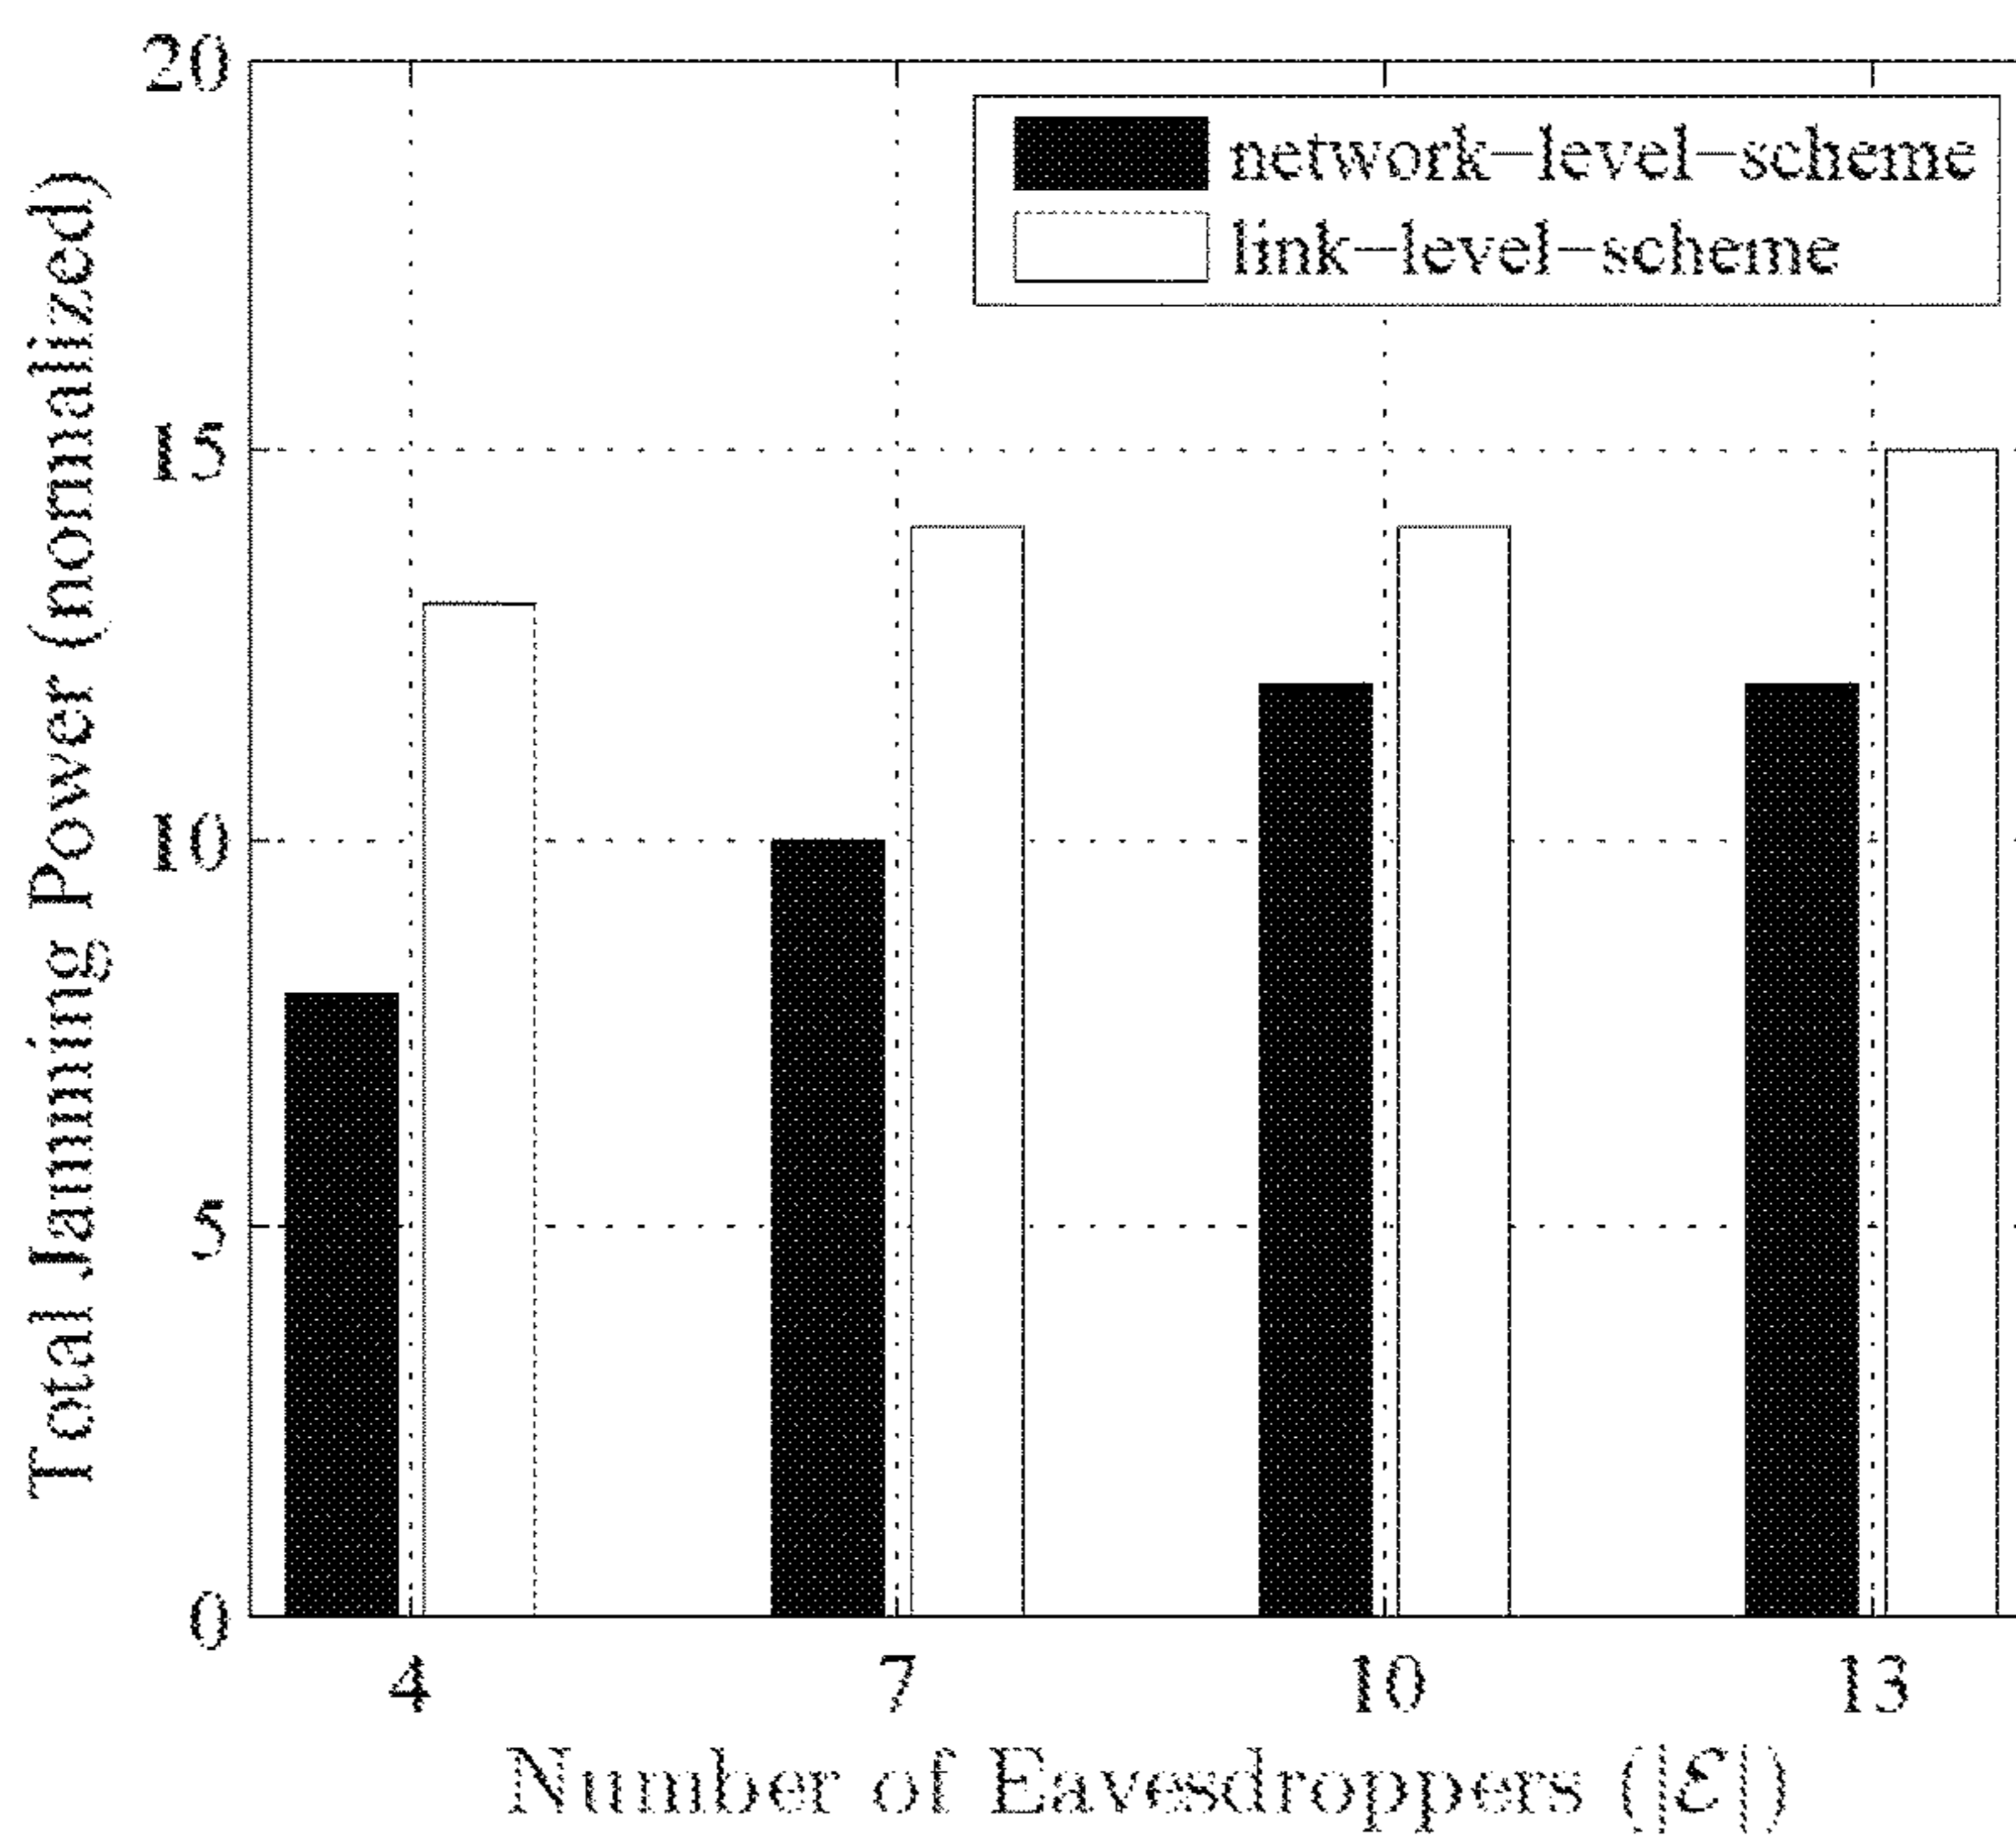 20
15
10
5
0
Total Jamming Power (normalized)
network-level-scheme
link-level-scheme
4 7 10 13
Number of Eavesdroppers (|ℰ|)